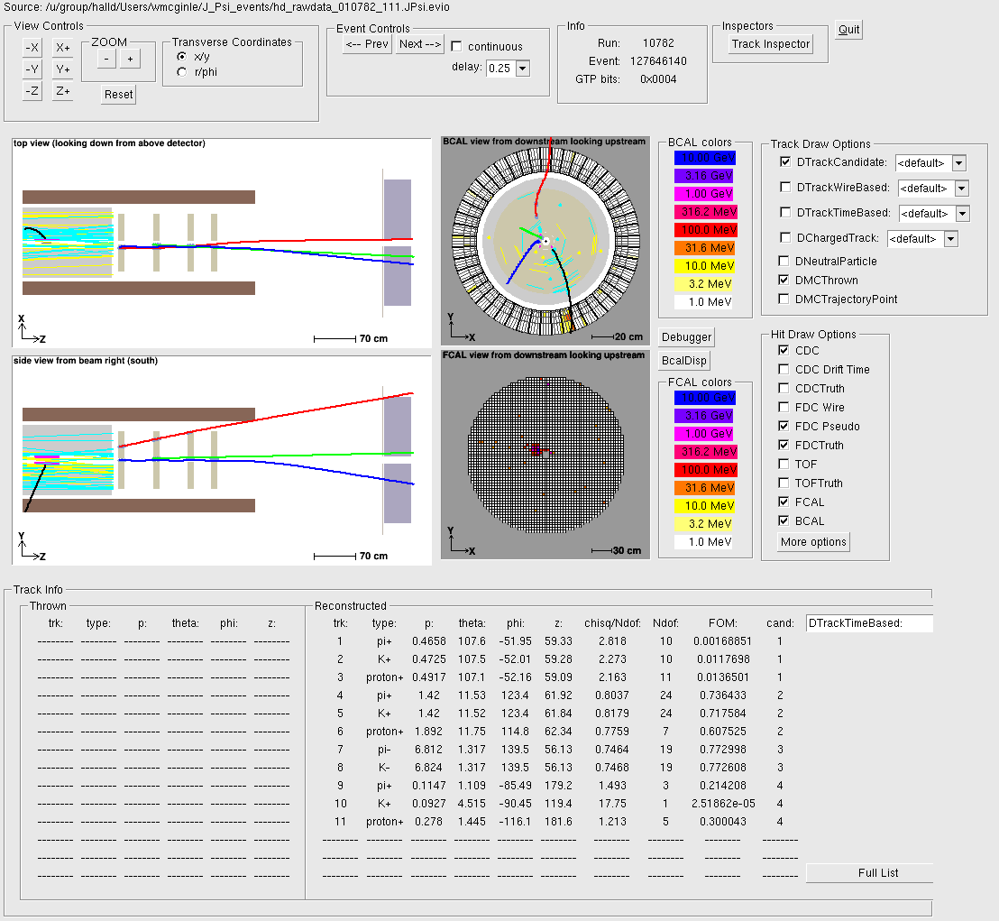 Source: /u/group/halld/Users/wmcginle/J_Psi_events/hd_rawdata_010782_111.JPsi.evio
View Controls
-X X+
-Y Y+
-Z Z+
ZOOM
- +
Reset
Transverse Coordinates
x/y
r/phi
Event Controls
<-- Prev Next -->
continuous
delay: 0.25
Info
Run: 10782
Event: 127646140
GTP bits: 0x0004
Inspectors
Track Inspector
Quit
top view (looking down from above detector)
X
Z
70 cm
side view from beam right (south)
Y
Z
70 cm
BCAL view from downstream looking upstream
Y
X
20 cm
FCAL view from downstream looking upstream
Y
X
30 cm
BCAL colors
10.00 GeV
3.16 GeV
1.00 GeV
316.2 MeV
100.0 MeV
31.6 MeV
10.0 MeV
3.2 MeV
1.0 MeV
Debugger
BcalDisp
FCAL colors
10.00 GeV
3.16 GeV
1.00 GeV
316.2 MeV
100.0 MeV
31.6 MeV
10.0 MeV
3.2 MeV
1.0 MeV
Track Draw Options
DTrackCandidate: <default>
DTrackWireBased: <default>
DTrackTimeBased: <default>
DChargedTrack: <default>
DNeutralParticle
DMCThrown
DMCTrajectoryPoint
Hit Draw Options
CDC
CDC Drift Time
CDCTruth
FDC Wire
FDC Pseudo
FDCTruth
TOF
TOFTruth
FCAL
BCAL
More options
Track Info
Thrown
trk: type: p: theta: phi: z:
Reconstructed
trk: type: p: theta: phi: z: chisq/Ndof: Ndof: FOM: cand:
1 pi+ 0.4658 107.6 -51.95 59.33 2.818 10 0.00168851 1
2 K+ 0.4725 107.5 -52.01 59.28 2.273 10 0.0117698 1
3 proton+ 0.4917 107.1 -52.16 59.09 2.163 11 0.0136501 1
4 pi+ 1.42 11.53 123.4 61.92 0.8037 24 0.736433 2
5 K+ 1.42 11.52 123.4 61.84 0.8179 24 0.717584 2
6 proton+ 1.892 11.75 114.8 62.34 0.7759 7 0.607525 2
7 pi- 6.812 1.317 139.5 56.13 0.7464 19 0.772998 3
8 K- 6.824 1.317 139.5 56.13 0.7468 19 0.772608 3
9 pi+ 0.1147 1.109 -85.49 179.2 1.493 3 0.214208 4
10 K+ 0.0927 4.515 -90.45 119.4 17.75 1 2.51862e-05 4
11 proton+ 0.278 1.445 -116.1 181.6 1.213 5 0.300043 4
DTrackTimeBased:
Full List